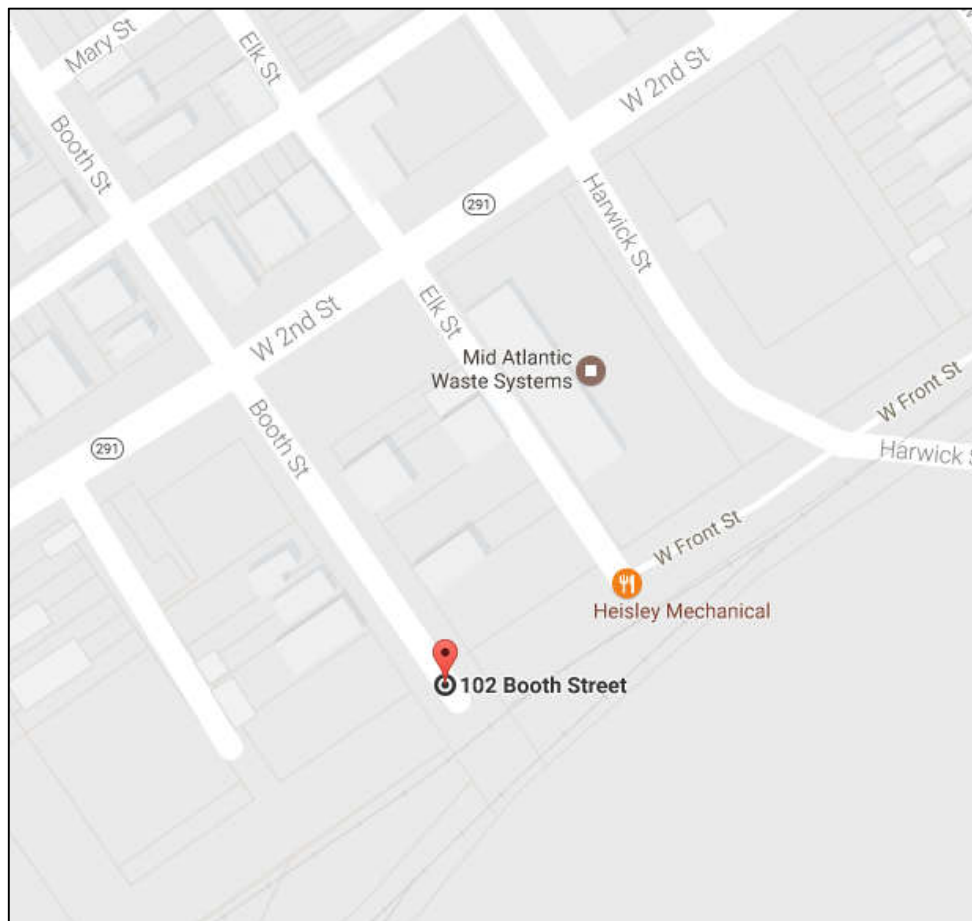 Mary St
Elk St
W 2nd St
Booth St
291
Harwick St
W 2nd St
Elk St
Mid Atlantic
Waste Systems
W Front St
Booth St
291
Harwick S
W Front St
Heisley Mechanical
102 Booth Street